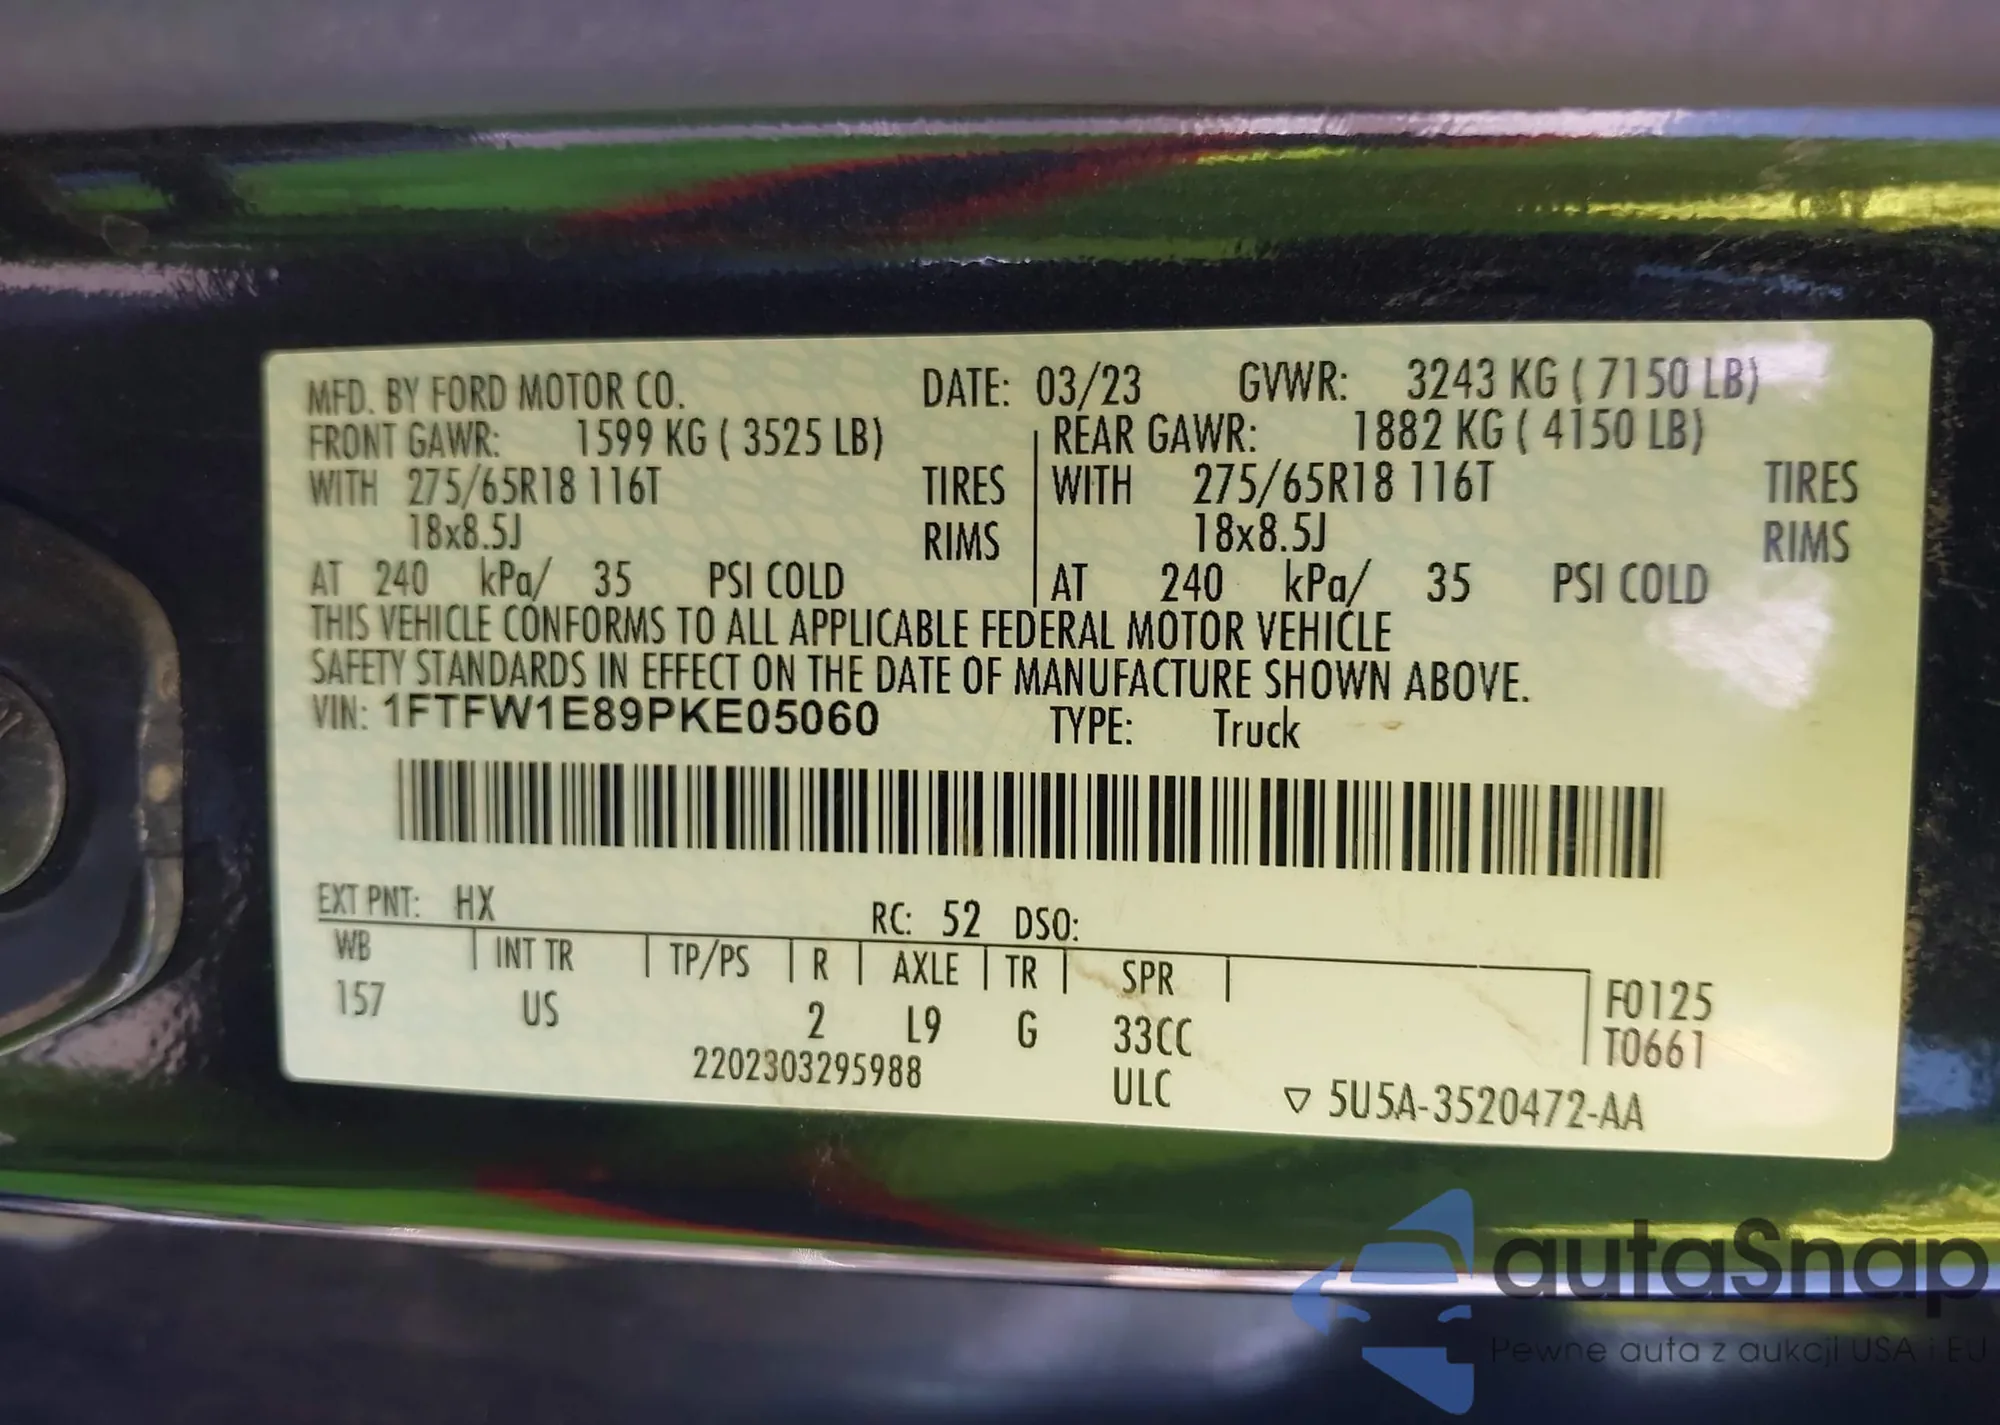 MFD. BY FORD MOTOR CO. DATE: 03/23 GVWR: 3243 KG ( 7150 LB)
FRONT GAWR: 1599 KG ( 3525 LB) REAR GAWR: 1882 KG ( 4150 LB)
WITH 275/65R18 116T TIRES WITH 275/65R18 116T TIRES
18x8.5J RIMS 18x8.5J RIMS
AT 240 kPa/ 35 PSI COLD AT 240 kPa/ 35 PSI COLD
THIS VEHICLE CONFORMS TO ALL APPLICABLE FEDERAL MOTOR VEHICLE
SAFETY STANDARDS IN EFFECT ON THE DATE OF MANUFACTURE SHOWN ABOVE.
VIN: 1FTFW1E89PKE05060 TYPE: Truck
EXT PNT: HX RC: 52 DSO:
WB INT TR TP/PS R AXLE TR SPR F0125
157 US 2 L9 G 33CC T0661
2202303295988 ULC ▽ 5U5A-3520472-AA
autaSnap
Pewne auta z aukcji USA i EU